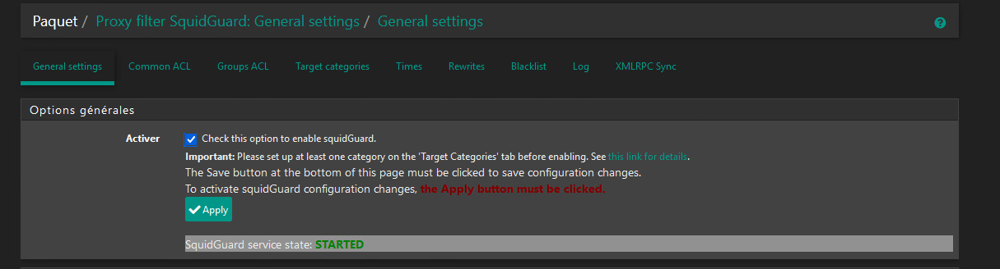 Paquet / Proxy filter SquidGuard: General settings / General settings
General settings Common ACL Groups ACL Target categories Times Rewrites Blacklist Log XMLRPC Sync
Options générales
Activer Check this option to enable squidGuard.
Important: Please set up at least one category on the 'Target Categories' tab before enabling. See this link for details.
The Save button at the bottom of this page must be clicked to save configuration changes.
To activate squidGuard configuration changes, the Apply button must be clicked.
Apply
SquidGuard service state: STARTED